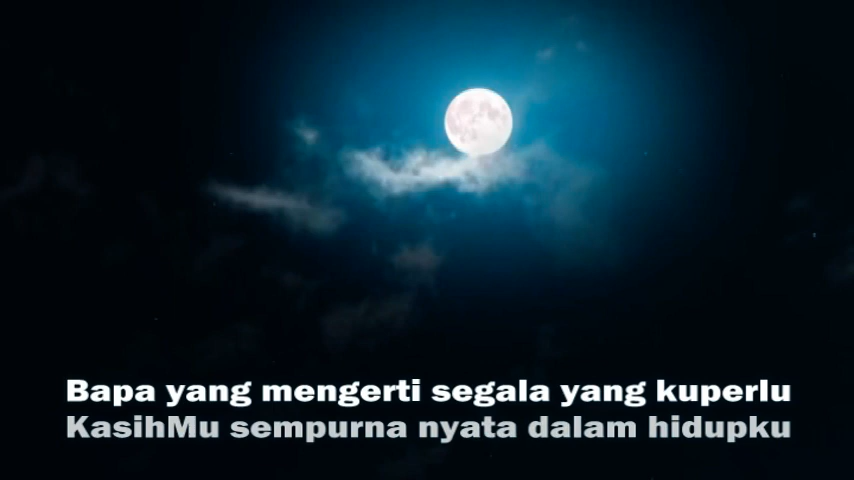 Bapa yang mengerti segala yang kuperlu
KasihMu sempurna nyata dalam hidupku